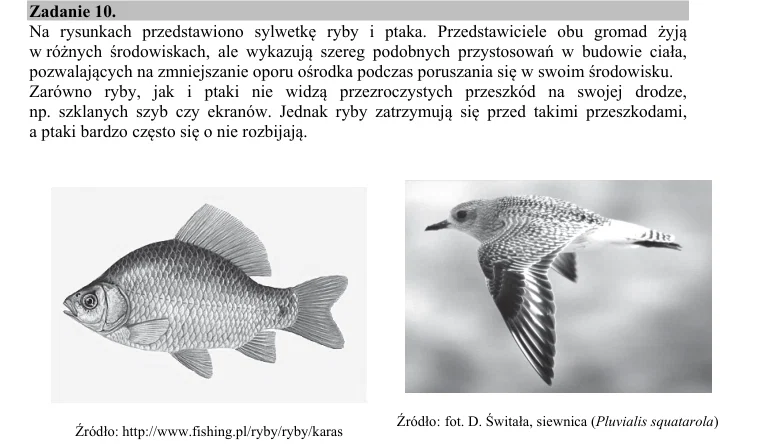 Zadanie 10.
Na rysunkach przedstawiono sylwetkę ryby i ptaka. Przedstawiciele obu gromad żyją
w różnych środowiskach, ale wykazują szereg podobnych przystosowań w budowie ciała,
pozwalających na zmniejszanie oporu ośrodka podczas poruszania się w swoim środowisku.
Zarówno ryby, jak i ptaki nie widzą przezroczystych przeszkód na swojej drodze,
np. szklanych szyb czy ekranów. Jednak ryby zatrzymują się przed takimi przeszkodami,
a ptaki bardzo często się o nie rozbijają.
Źródło: http://www.fishing.pl/ryby/ryby/karas
Źródło: fot. D. Świtała, siewnica (Pluvialis squatarola)